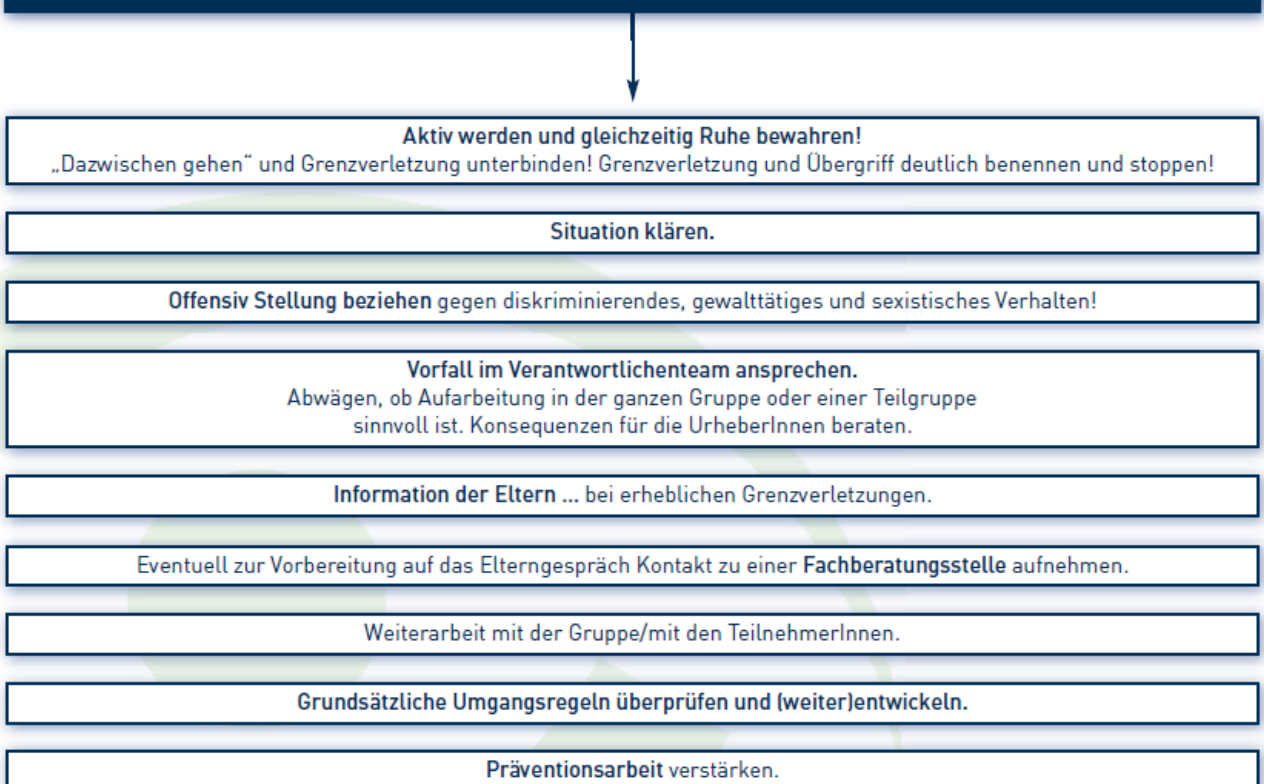 Aktiv werden und gleichzeitig Ruhe bewahren!
„Dazwischen gehen“ und Grenzverletzung unterbinden! Grenzverletzung und Übergriff deutlich benennen und stoppen!
Situation klären.
Offensiv Stellung beziehen gegen diskriminierendes, gewalttätiges und sexistisches Verhalten!
Vorfall im Verantwortlichenteam ansprechen.
Abwägen, ob Aufarbeitung in der ganzen Gruppe oder einer Teilgruppe
sinnvoll ist. Konsequenzen für die UrheberInnen beraten.
Information der Eltern ... bei erheblichen Grenzverletzungen.
Eventuell zur Vorbereitung auf das Elterngespräch Kontakt zu einer Fachberatungsstelle aufnehmen.
Weiterarbeit mit der Gruppe/mit den TeilnehmerInnen.
Grundsätzliche Umgangsregeln überprüfen und (weiter)entwickeln.
Präventionsarbeit verstärken.